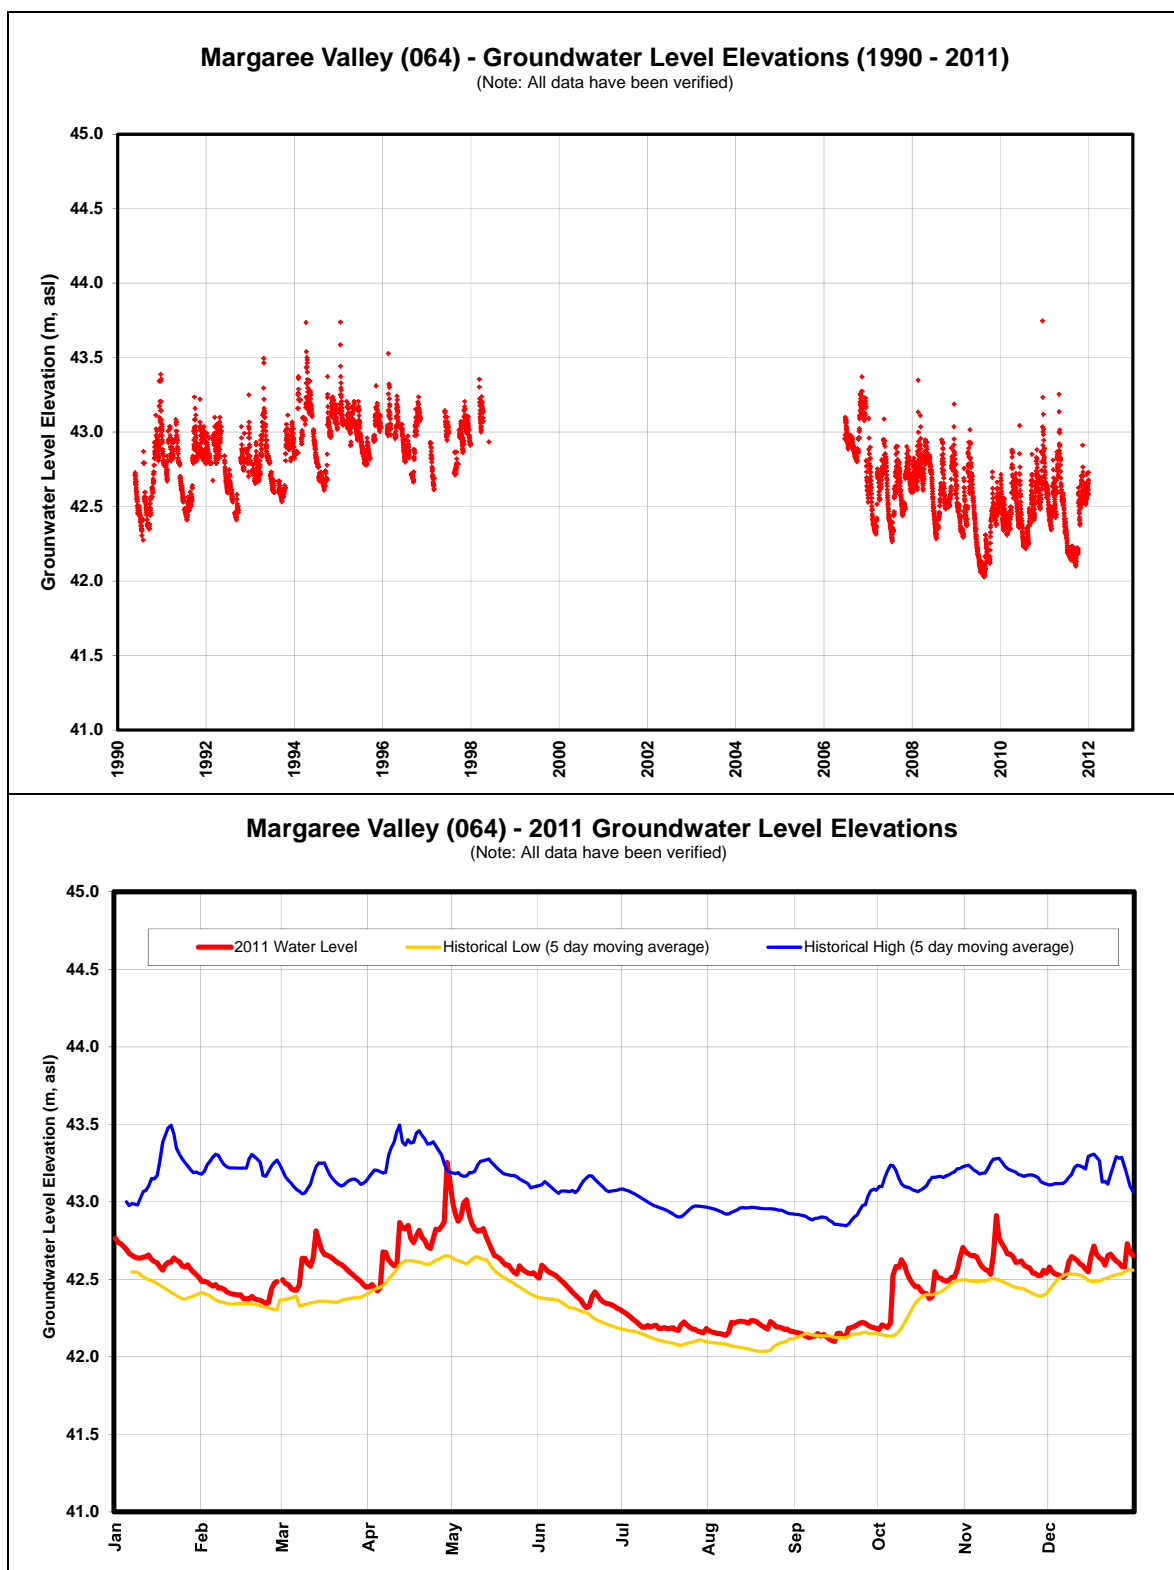 Margaree Valley (064) - Groundwater Level Elevations (1990 - 2011)
(Note: All data have been verified)
Grounwater Level Elevation (m, asl)
45.0
44.5
44.0
43.5
43.0
42.5
42.0
41.5
41.0
1990
1992
1994
1996
1998
2000
2002
2004
2006
2008
2010
2012
Margaree Valley (064) - 2011 Groundwater Level Elevations
(Note: All data have been verified)
Groundwater Level Elevation (m, asl)
45.0
44.5
44.0
43.5
43.0
42.5
42.0
41.5
41.0
2011 Water Level
Historical Low (5 day moving average)
Historical High (5 day moving average)
Jan
Feb
Mar
Apr
May
Jun
Jul
Aug
Sep
Oct
Nov
Dec